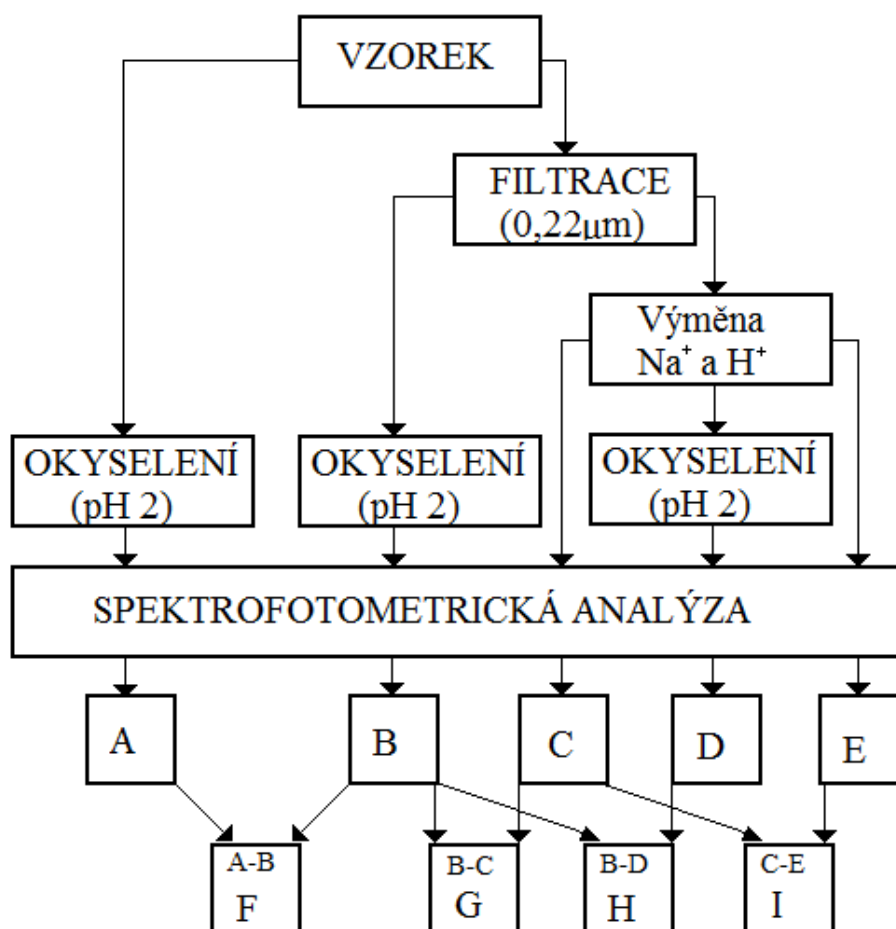 VZOREK
FILTRACE
(0,22µm)
Výměna
Na⁺ a H⁺
OKYSELENÍ
(pH 2)
OKYSELENÍ
(pH 2)
OKYSELENÍ
(pH 2)
SPEKTROFOTOMETRICKÁ ANALÝZA
A
B
C
D
E
A-B
F
B-C
G
B-D
H
C-E
I